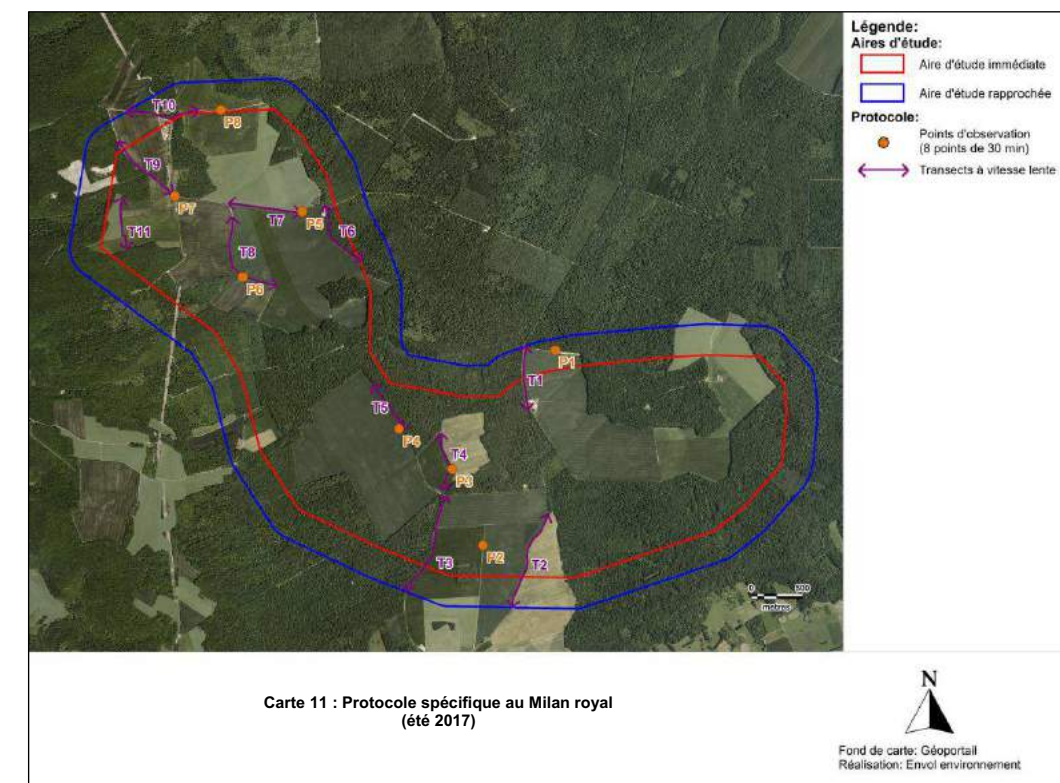 Légende:
Aires d'étude:
Aire d'étude immédiate
Aire d'étude rapprochée
Protocole:
Points d'observation
(8 points de 30 min)
Transects à vitesse lente
T10
P8
T9
P7
T11
T7
P5
T6
T8
P6
P1
T1
T5
P4
T4
P3
P2
T3
T2
0 500
metres
Carte 11 : Protocole spécifique au Milan royal
(été 2017)
N
Fond de carte: Géoportail
Réalisation: Envol environnement